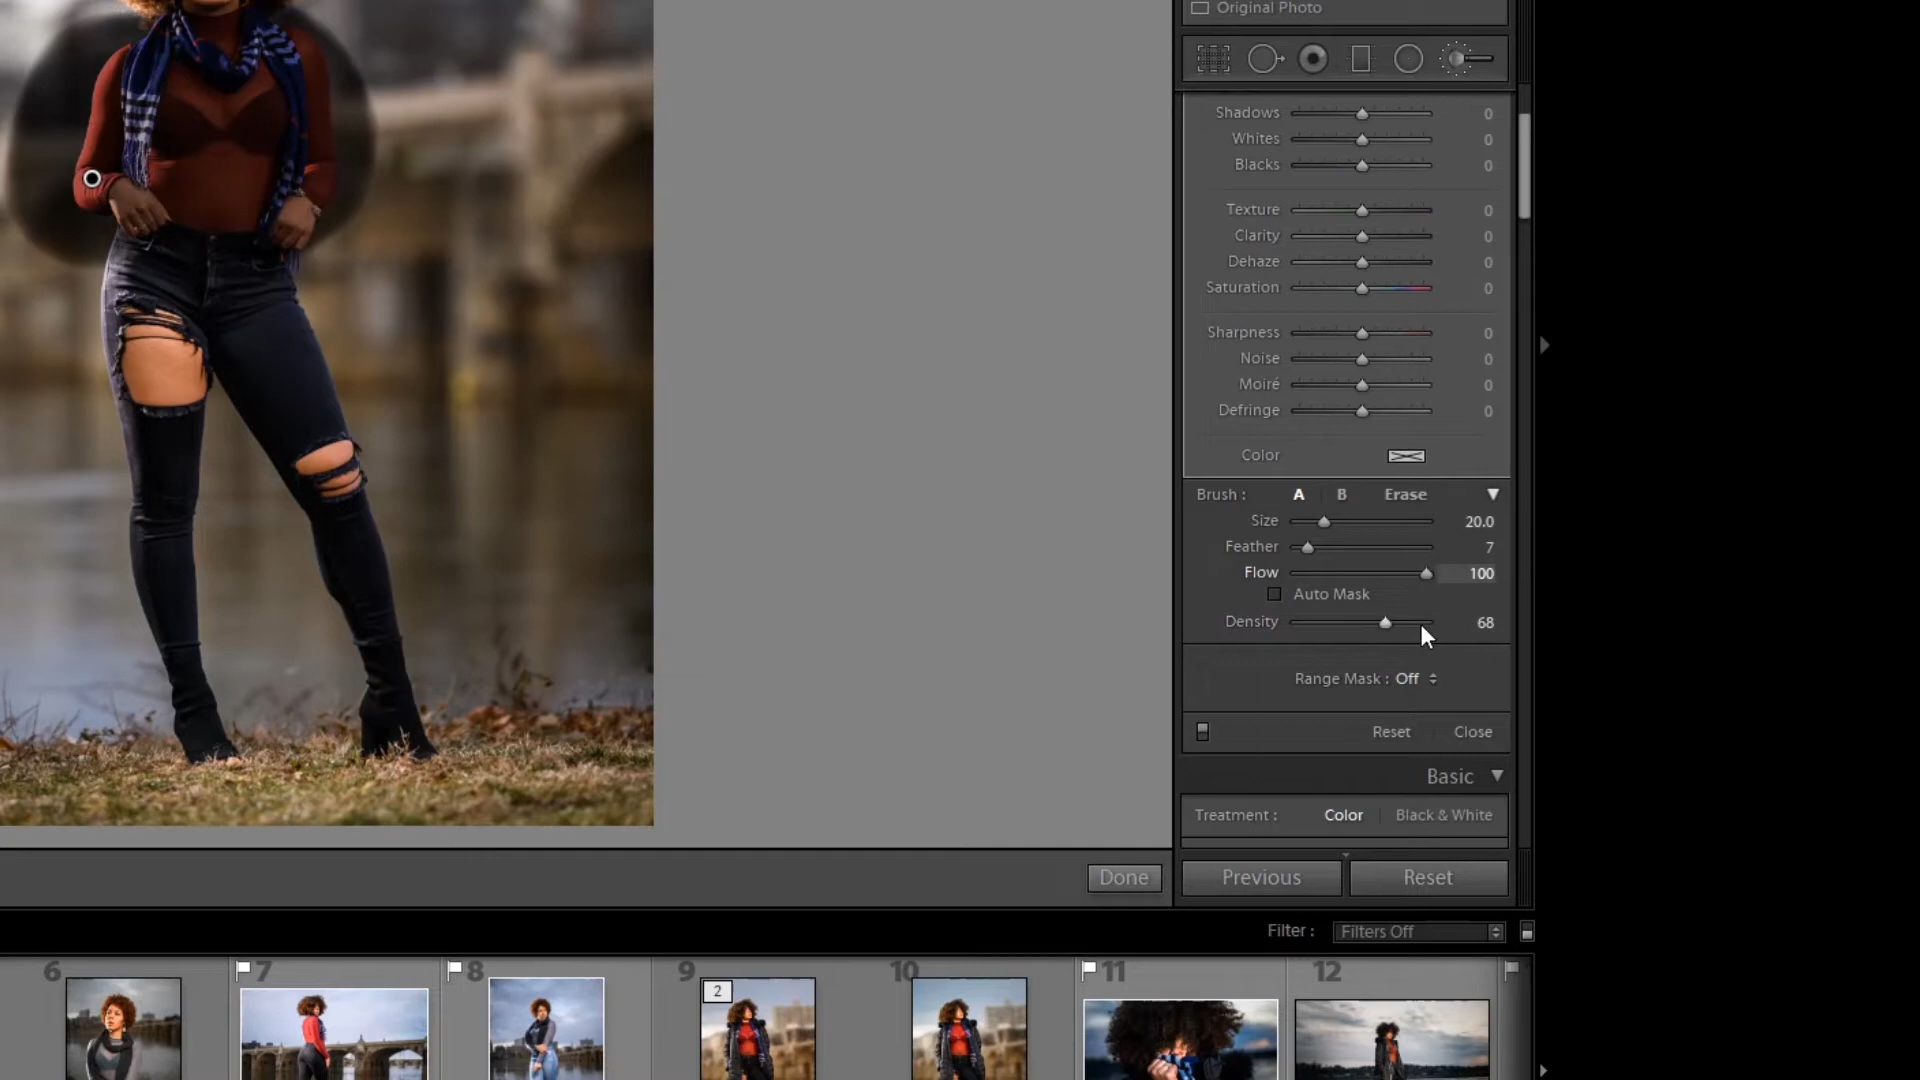 Original Photo
Shadows 0
Whites 0
Blacks 0
Texture 0
Clarity 0
Dehaze 0
Saturation 0
Sharpness 0
Noise 0
Moiré 0
Defringe 0
Color
Brush : A B Erase
Size 20.0
Feather 7
Flow 100
Auto Mask
Density 68
Range Mask : Off
Reset Close
Basic
Treatment : Color Black & White
Done Previous Reset
Filter : Filters Off
6 7 8 9 10 11 12
2